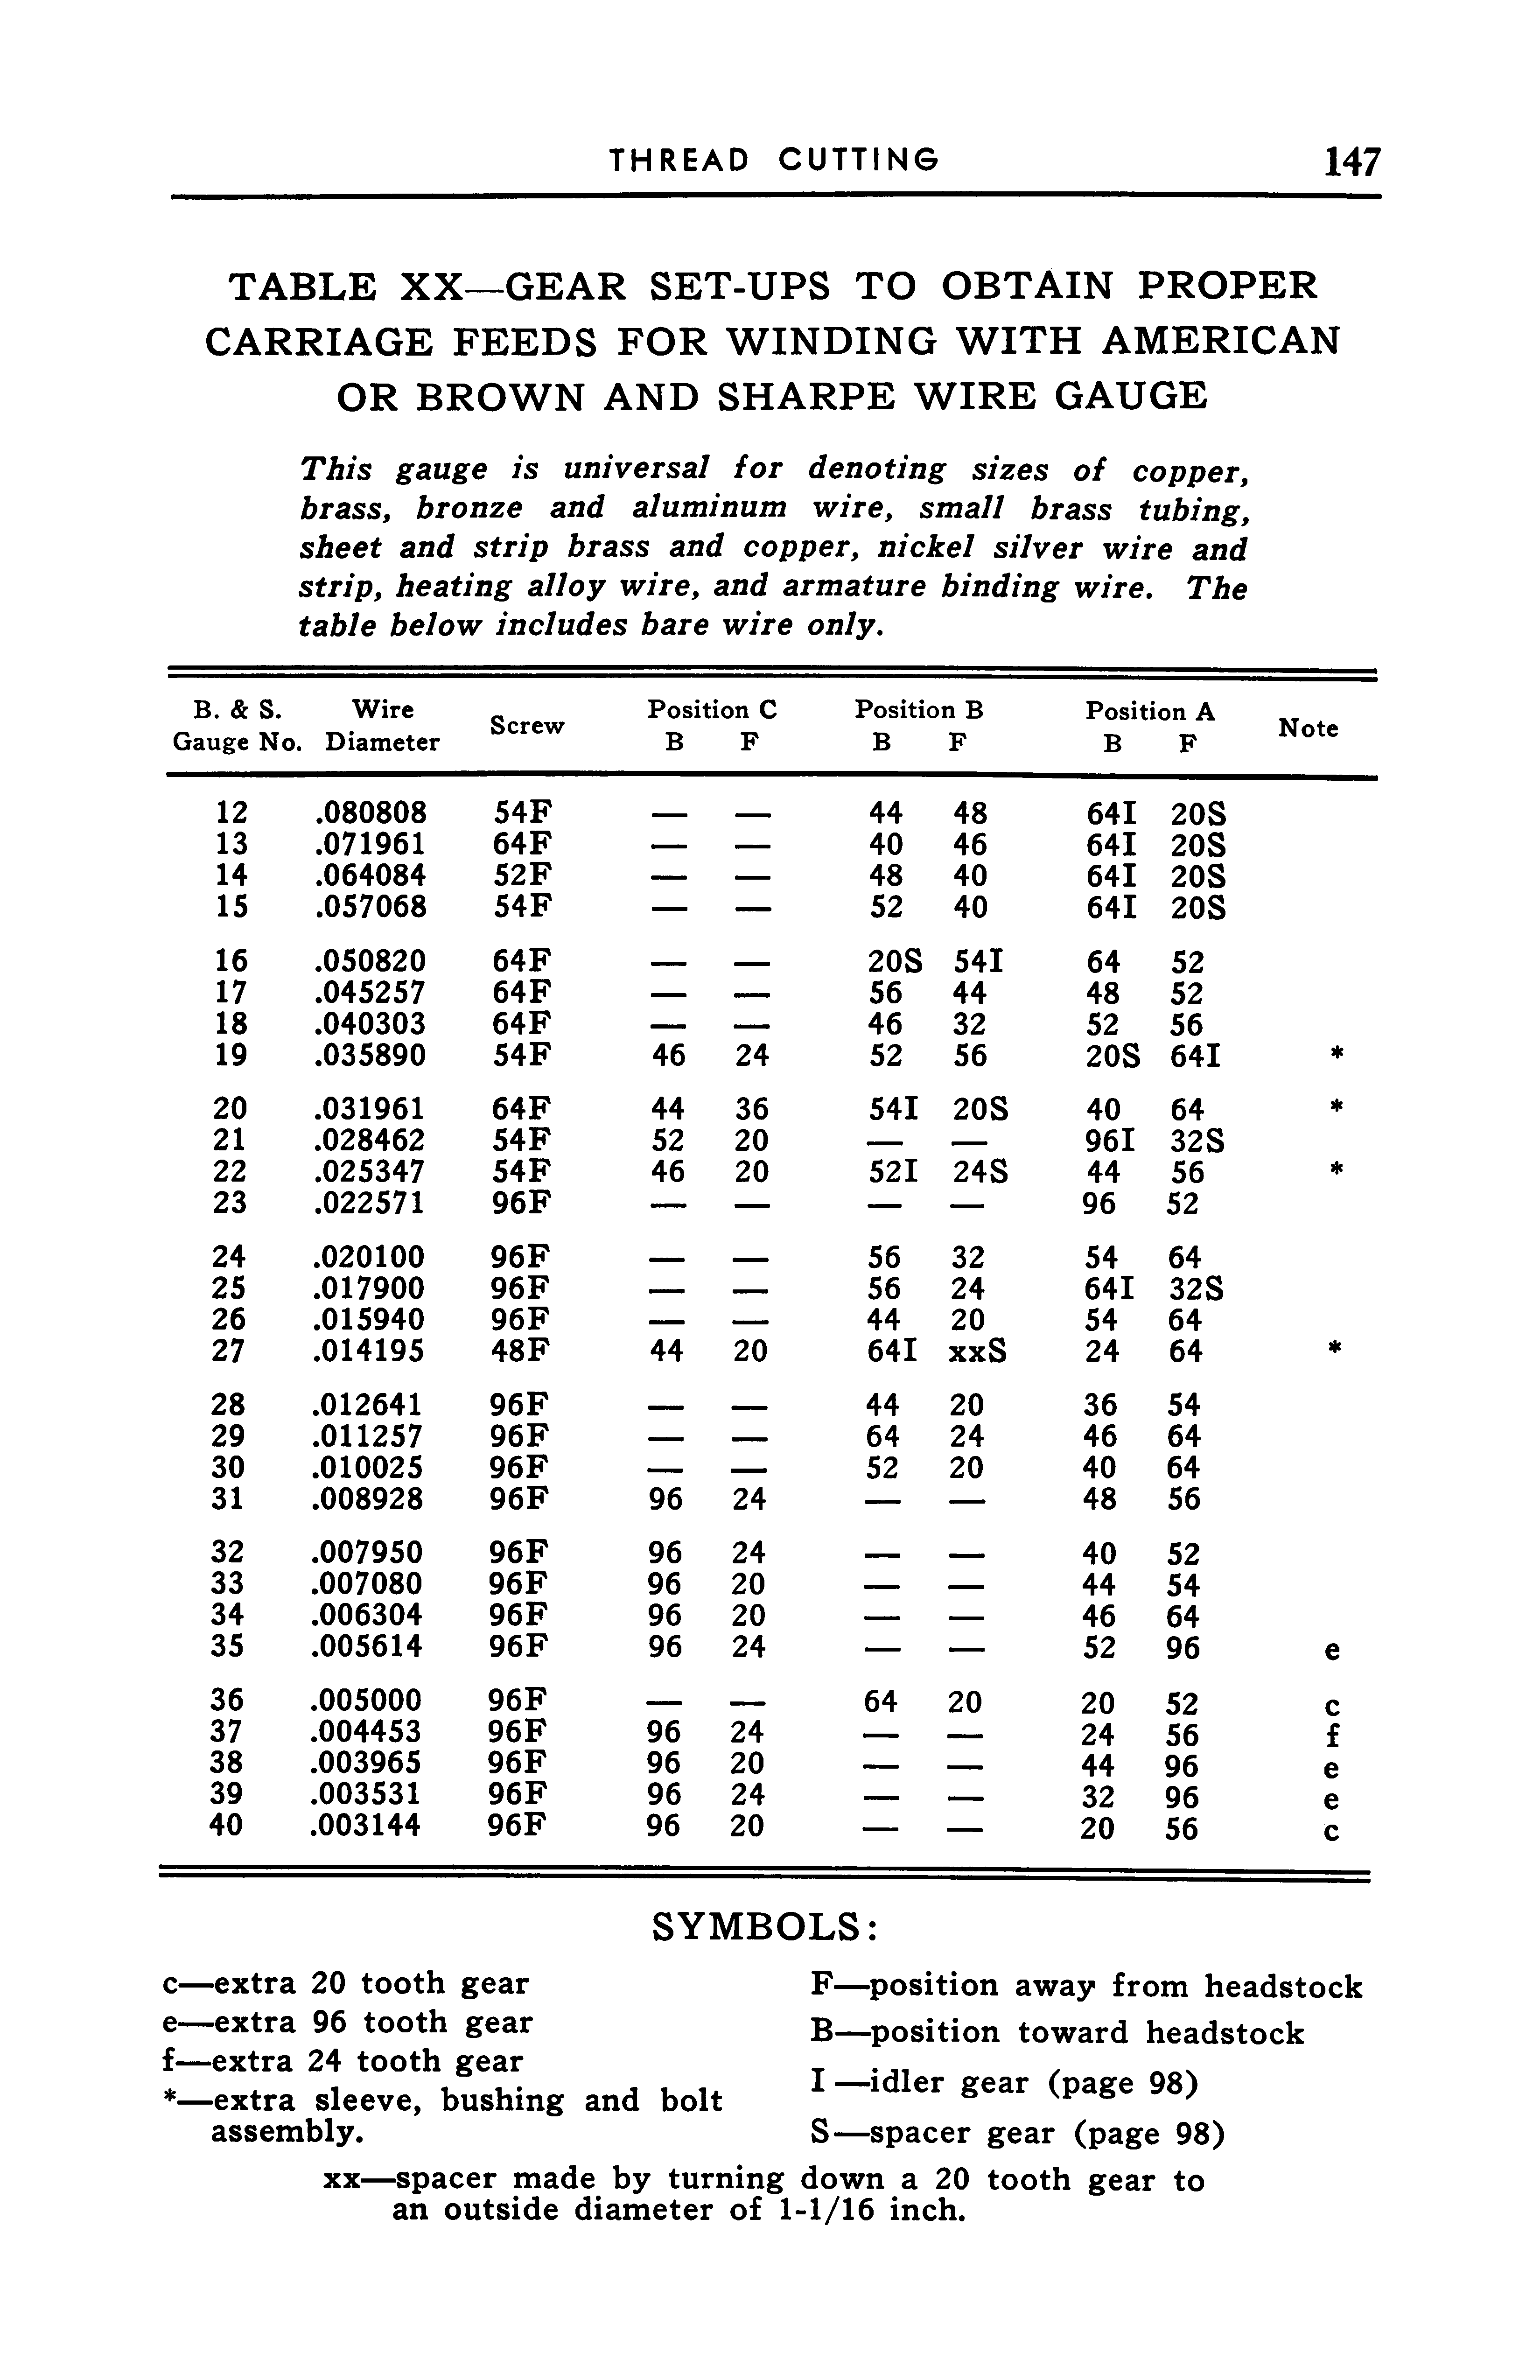 THREAD CUTTING 147
TABLE XX—GEAR SET-UPS TO OBTAIN PROPER
CARRIAGE FEEDS FOR WINDING WITH AMERICAN
OR BROWN AND SHARPE WIRE GAUGE
This gauge is universal for denoting sizes of copper,
brass, bronze and aluminum wire, small brass tubing,
sheet and strip brass and copper, nickel silver wire and
strip, heating alloy wire, and armature binding wire. The
table below includes bare wire only.
B. & S. Wire Screw Position C Position B Position A Note
Gauge No. Diameter B F B F B F
12 .080808 54F — — 44 48 64I 20S
13 .071961 64F — — 40 46 64I 20S
14 .064084 52F — — 48 40 64I 20S
15 .057068 54F — — 52 40 64I 20S
16 .050820 64F — — 20S 54I 64 52
17 .045257 64F — — 56 44 48 52
18 .040303 64F — — 46 32 52 56
19 .035890 54F 46 24 52 56 20S 64I *
20 .031961 64F 44 36 54I 20S 40 64 *
21 .028462 54F 52 20 — — 96I 32S
22 .025347 54F 46 20 52I 24S 44 56 *
23 .022571 96F — — — — 96 52
24 .020100 96F — — 56 32 54 64
25 .017900 96F — — 56 24 64I 32S
26 .015940 96F — — 44 20 54 64
27 .014195 48F 44 20 64I xxS 24 64 *
28 .012641 96F — — 44 20 36 54
29 .011257 96F — — 64 24 46 64
30 .010025 96F — — 52 20 40 64
31 .008928 96F 96 24 — — 48 56
32 .007950 96F 96 24 — — 40 52
33 .007080 96F 96 20 — — 44 54
34 .006304 96F 96 20 — — 46 64
35 .005614 96F 96 24 — — 52 96 e
36 .005000 96F — — 64 20 20 52 c
37 .004453 96F 96 24 — — 24 56 f
38 .003965 96F 96 20 — — 44 96 e
39 .003531 96F 96 24 — — 32 96 e
40 .003144 96F 96 20 — — 20 56 c
SYMBOLS:
c—extra 20 tooth gear
e—extra 96 tooth gear
f—extra 24 tooth gear
*—extra sleeve, bushing and bolt
assembly.
F—position away from headstock
B—position toward headstock
I—idler gear (page 98)
S—spacer gear (page 98)
xx—spacer made by turning down a 20 tooth gear to
an outside diameter of 1-1/16 inch.